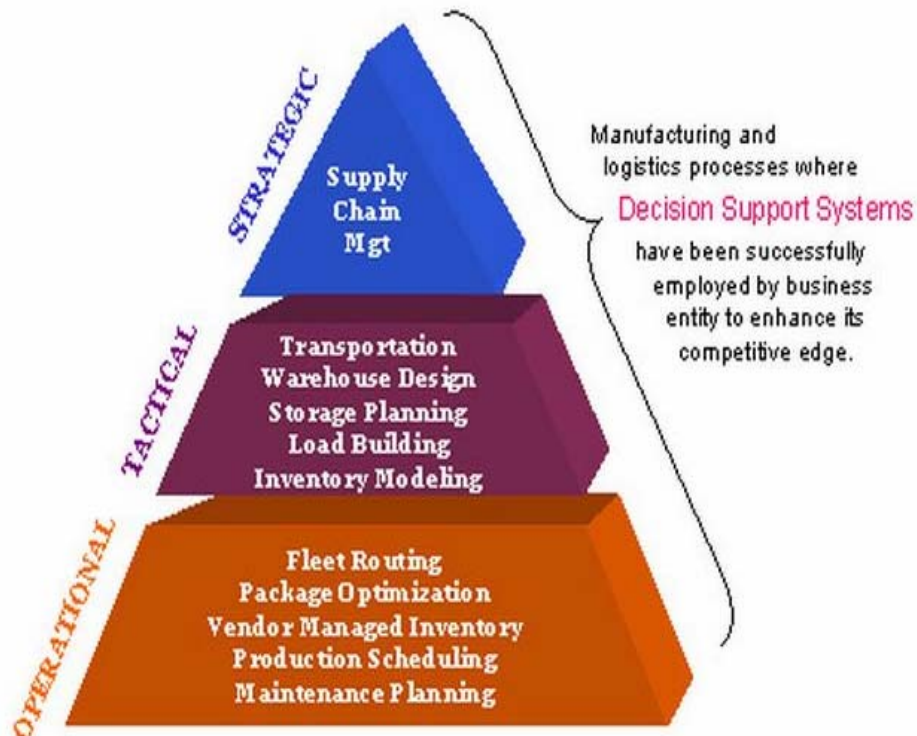 STRATEGIC
Supply
Chain
Mgt
TACTICAL
Transportation
Warehouse Design
Storage Planning
Load Building
Inventory Modeling
OPERATIONAL
Fleet Routing
Package Optimization
Vendor Managed Inventory
Production Scheduling
Maintenance Planning
Manufacturing and
logistics processes where
Decision Support Systems
have been successfully
employed by business
entity to enhance its
competitive edge.